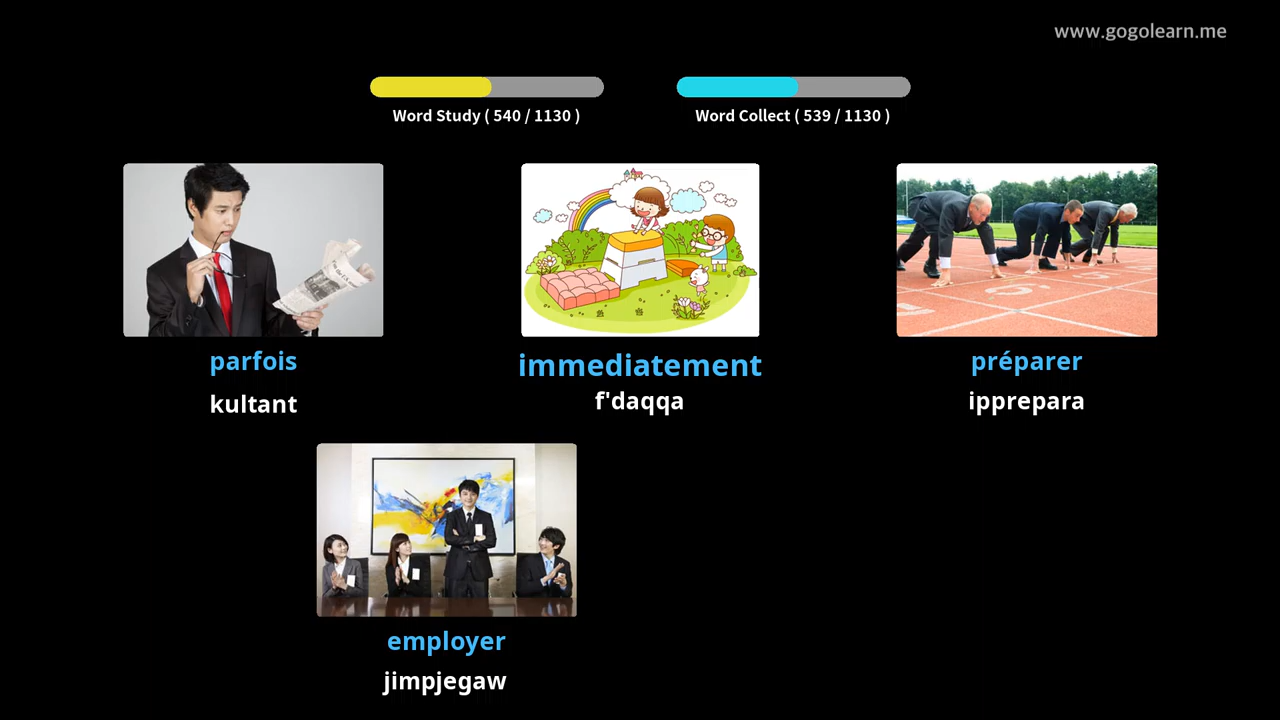 www.gogolearn.me
Word Study ( 540 / 1130 )
Word Collect ( 539 / 1130 )
parfois
immediatement
préparer
kultant
f'daqqa
ipprepara
employer
jimpjegaw